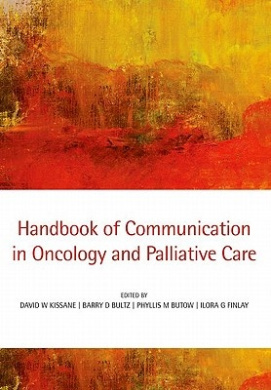 Handbook of Communication
in Oncology and Palliative Care
EDITED BY
DAVID W KISSANE | BARRY D BULTZ | PHYLLIS M BUTOW | ILORA G FINLAY